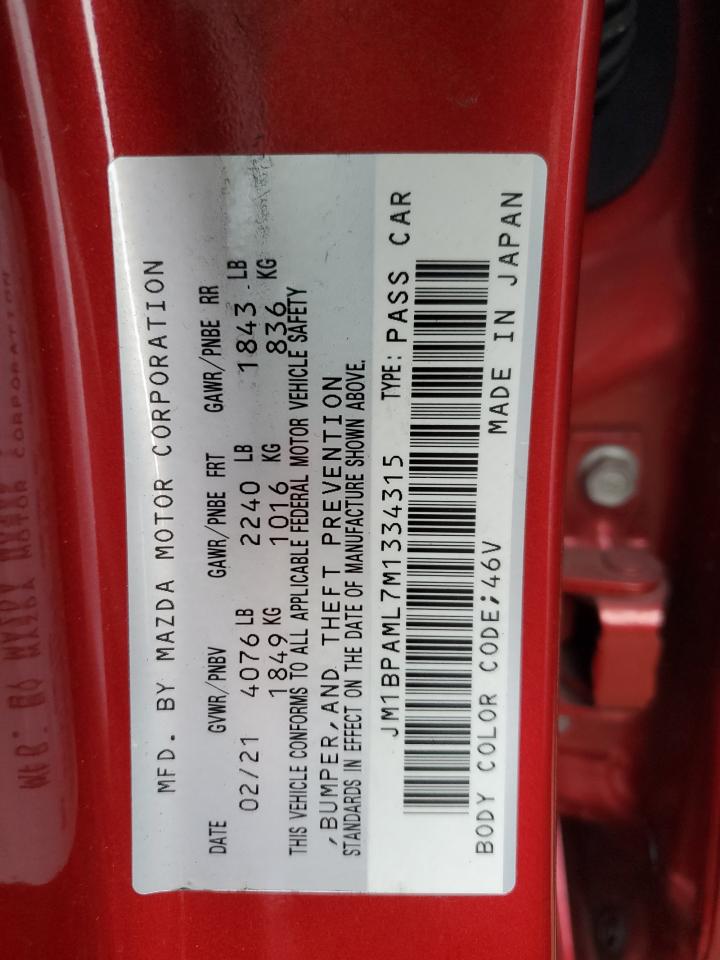 MFD. BY MAZDA MOTOR CORPORATION
DATE GVWR/PNBV GAWR/PNBE FRT GAWR/PNBE RR
02/21 4076 LB 2240 LB 1843 LB
1849 KG 1016 KG 836 KG
THIS VEHICLE CONFORMS TO ALL APPLICABLE FEDERAL MOTOR VEHICLE SAFETY
,BUMPER,AND THEFT PREVENTION
STANDARDS IN EFFECT ON THE DATE OF MANUFACTURE SHOWN ABOVE.
JM1BPAML7M1334315 TYPE: PASS CAR
BODY COLOR CODE;46V MADE IN JAPAN